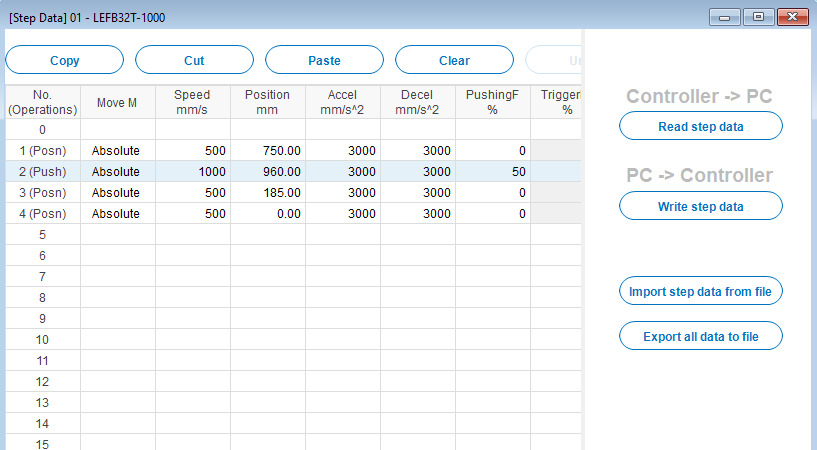 [Step Data] 01 - LEFB32T-1000
Copy Cut Paste Clear
No. (Operations) Move M Speed mm/s Position mm Accel mm/s^2 Decel mm/s^2 PushingF % Trigger %
0
1 (Posn) Absolute 500 750.00 3000 3000 0
2 (Push) Absolute 1000 960.00 3000 3000 50
3 (Posn) Absolute 500 185.00 3000 3000 0
4 (Posn) Absolute 500 0.00 3000 3000 0
5
6
7
8
9
10
11
12
13
14
15
Controller -> PC
Read step data
PC -> Controller
Write step data
Import step data from file
Export all data to file